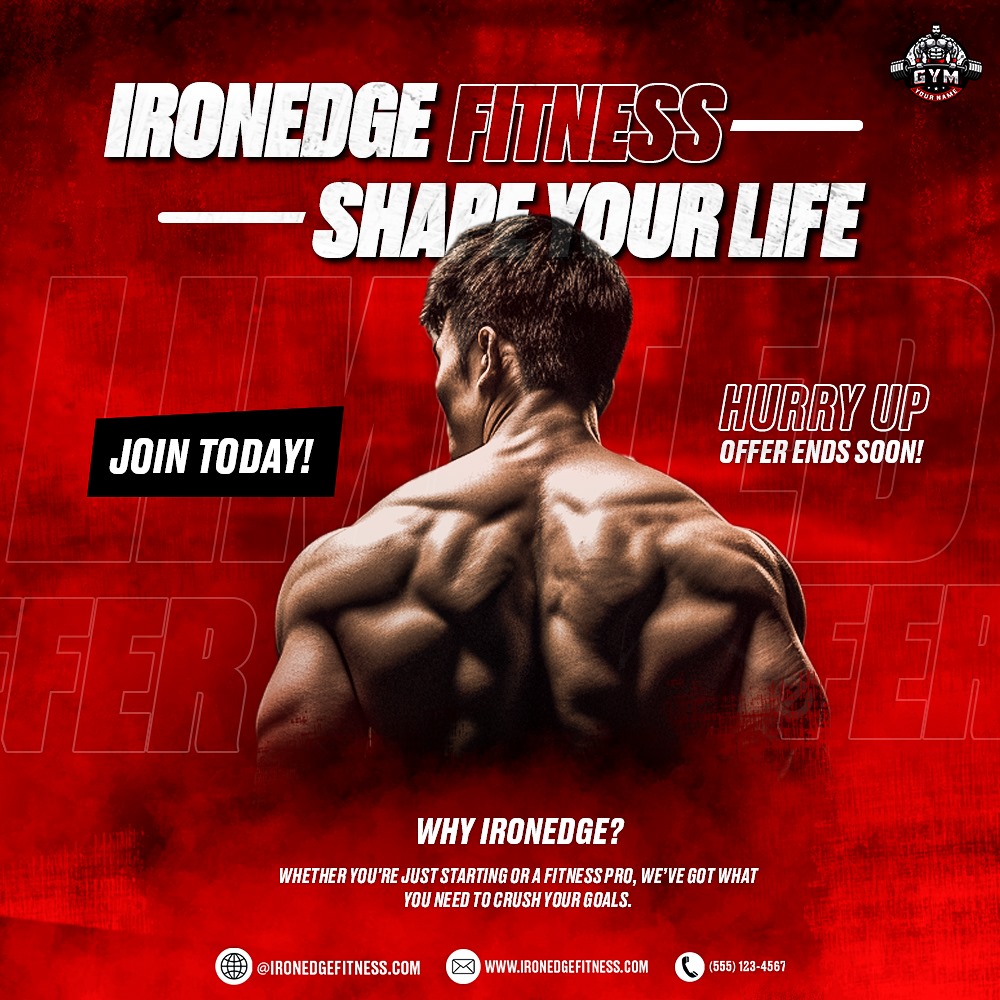 GYM
YOUR NAME
IRONEDGE FITNESS
SHAPE YOUR LIFE
LIMITED
HURRY UP
OFFER ENDS SOON!
JOIN TODAY!
WHY IRONEDGE?
WHETHER YOU'RE JUST STARTING OR A FITNESS PRO, WE'VE GOT WHAT
YOU NEED TO CRUSH YOUR GOALS.
@IRONEDGEFITNESS.COM
WWW.IRONEDGEFITNESS.COM
(555) 123-4567